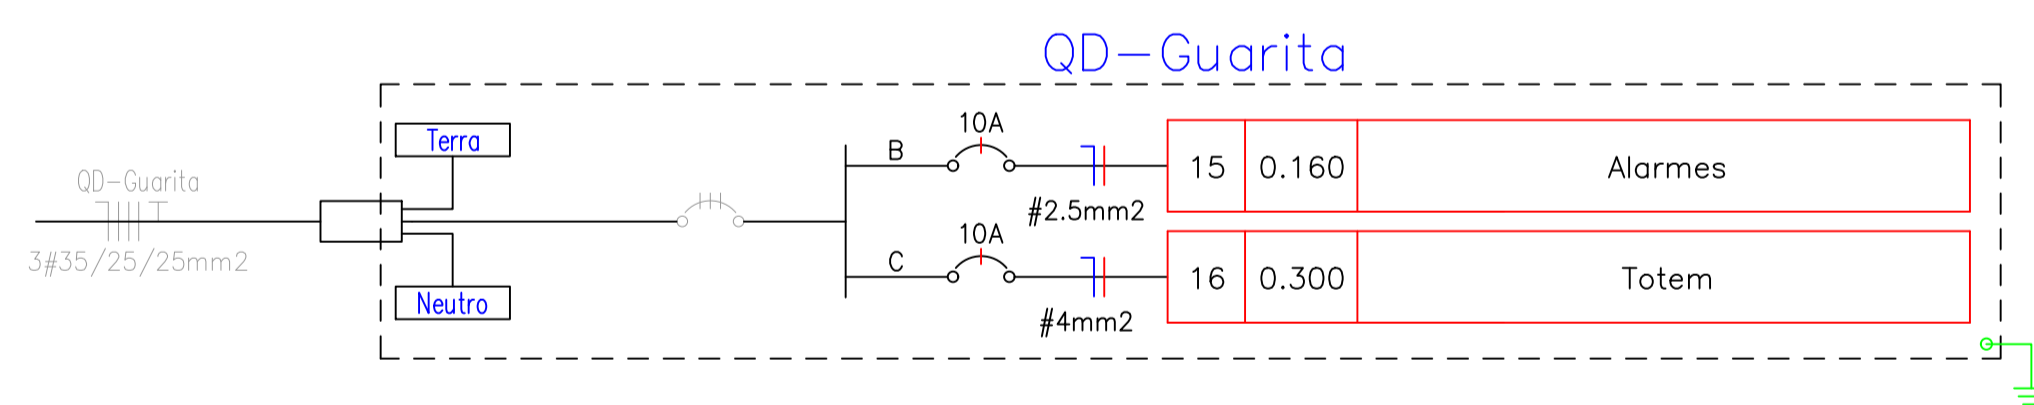 QD-Guarita
Terra
QD-Guarita
3#35/25/25mm2
Neutro
B
10A
#2.5mm2
15 0.160 Alarmes
C
10A
#4mm2
16 0.300 Totem